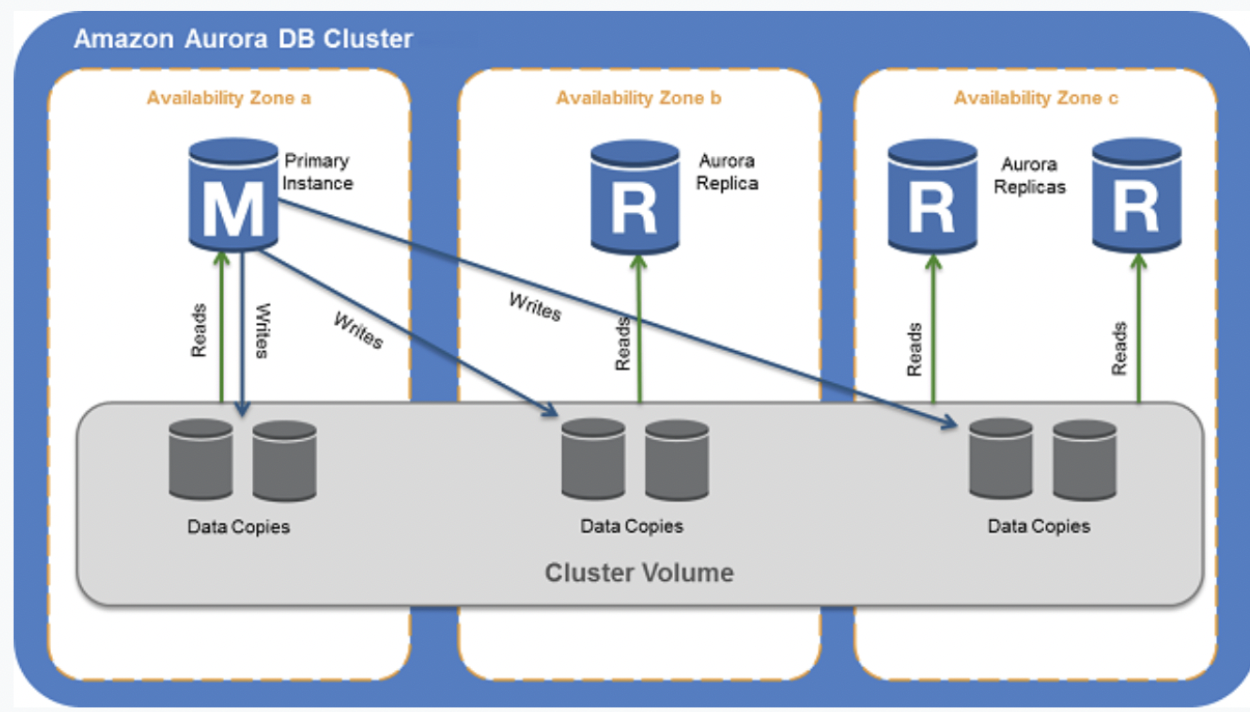 Amazon Aurora DB Cluster
Availability Zone a
Availability Zone b
Availability Zone c
M
Primary
Instance
R
Aurora
Replica
R
Aurora
Replicas
R
Reads
Writes
Writes
Writes
Reads
Reads
Reads
Data Copies
Data Copies
Data Copies
Cluster Volume